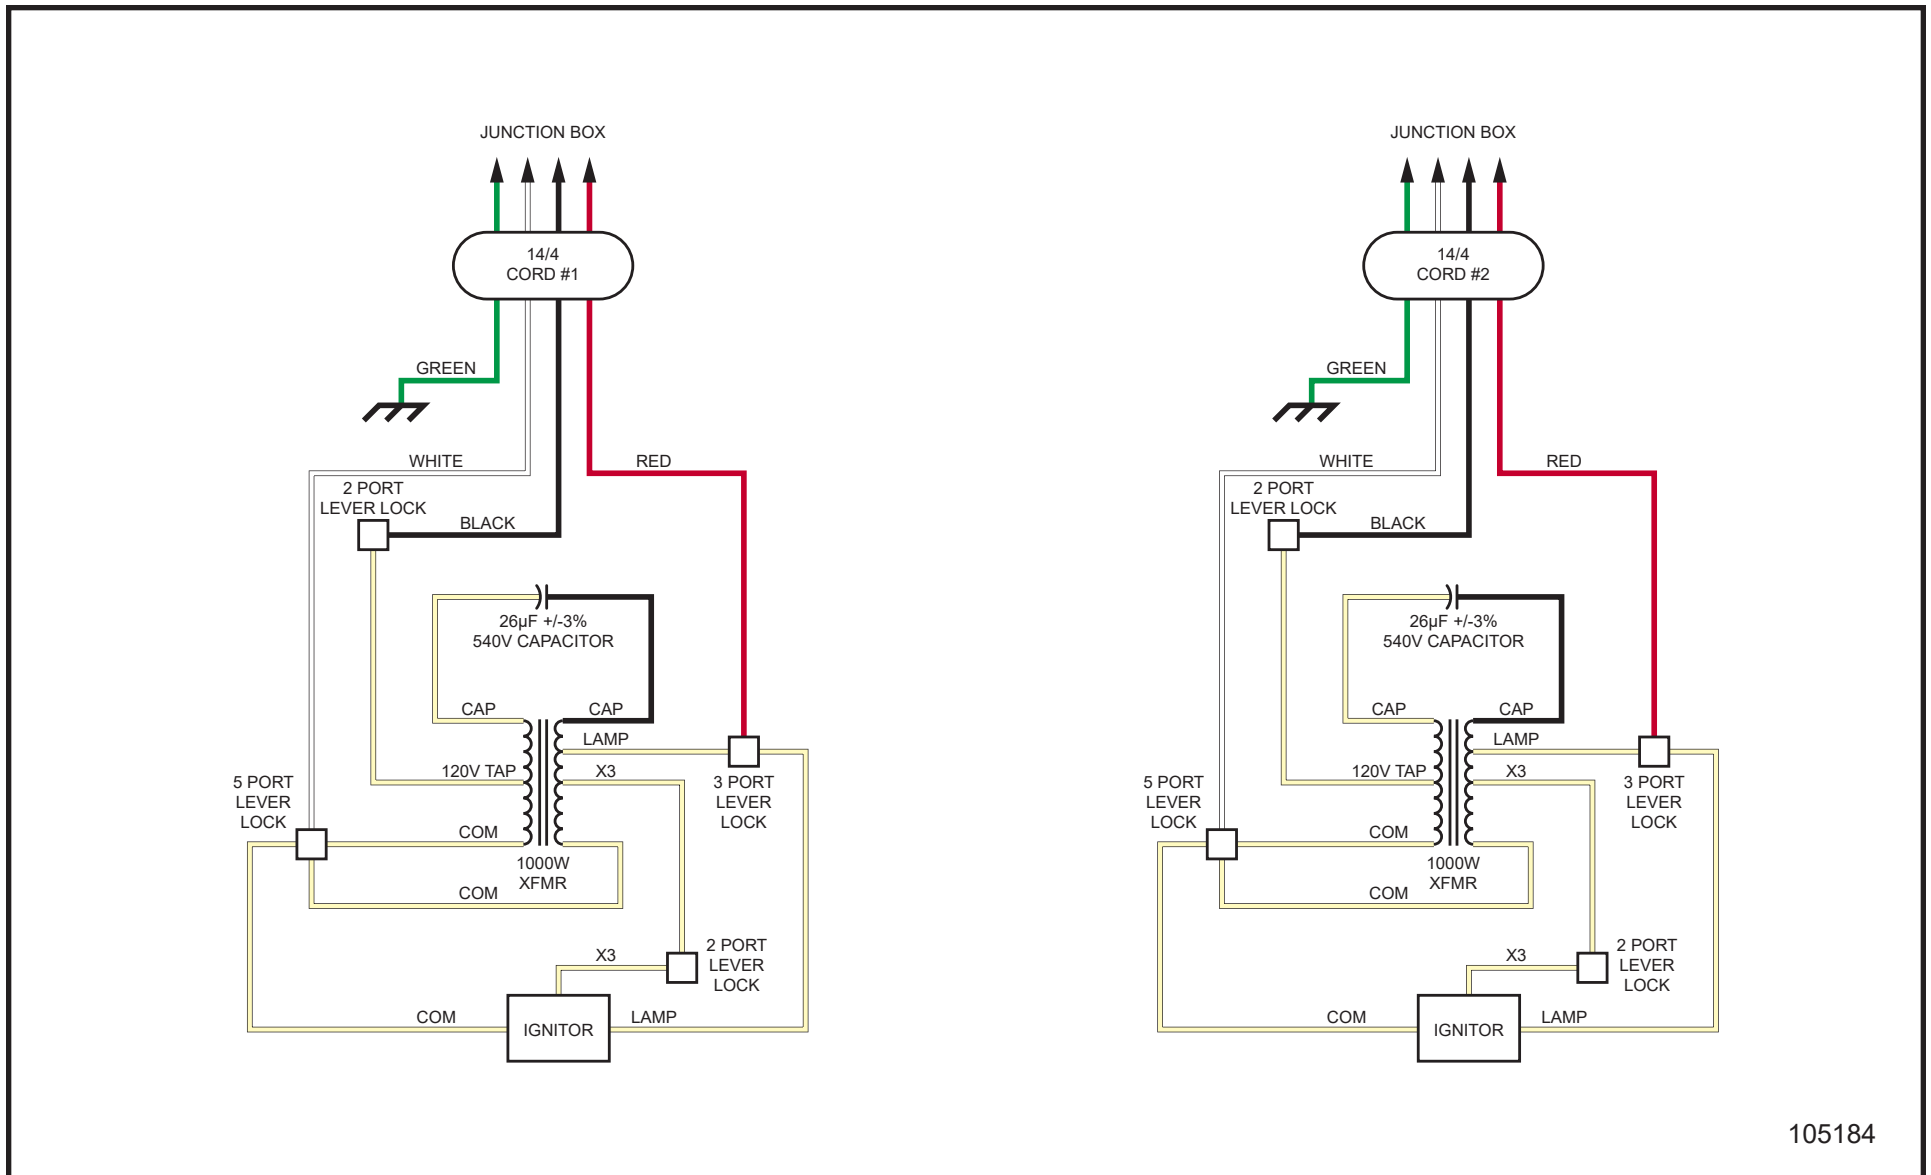 JUNCTION BOX
14/4
CORD #1
GREEN
WHITE
RED
2 PORT
LEVER LOCK
BLACK
26µF +/-3%
540V CAPACITOR
CAP
CAP
LAMP
120V TAP
X3
5 PORT
LEVER
LOCK
3 PORT
LEVER
LOCK
COM
1000W
XFMR
COM
X3
2 PORT
LEVER
LOCK
COM
IGNITOR
LAMP
JUNCTION BOX
14/4
CORD #2
GREEN
WHITE
RED
2 PORT
LEVER LOCK
BLACK
26µF +/-3%
540V CAPACITOR
CAP
CAP
LAMP
120V TAP
X3
5 PORT
LEVER
LOCK
3 PORT
LEVER
LOCK
COM
1000W
XFMR
COM
X3
2 PORT
LEVER
LOCK
COM
IGNITOR
LAMP
105184